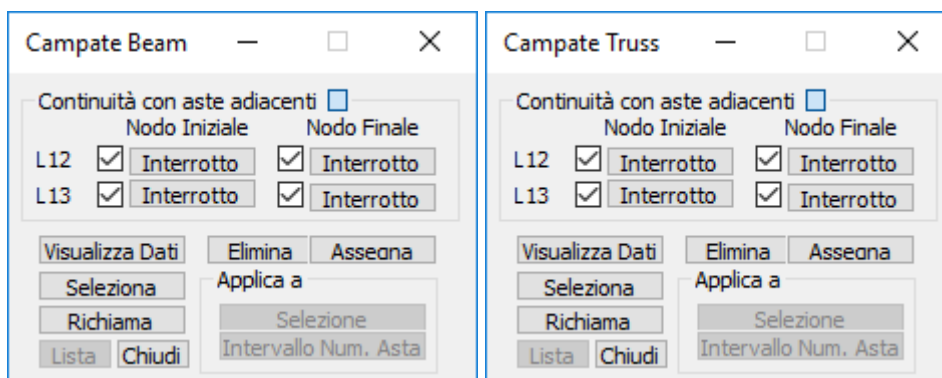 Campate Beam
Continuità con aste adiacenti
Nodo Iniziale Nodo Finale
L12 Interrotto Interrotto
L13 Interrotto Interrotto
Visualizza Dati Elimina Assegna
Seleziona Applica a
Richiama Selezione
Lista Chiudi Intervallo Num. Asta
Campate Truss
Continuità con aste adiacenti
Nodo Iniziale Nodo Finale
L12 Interrotto Interrotto
L13 Interrotto Interrotto
Visualizza Dati Elimina Assegna
Seleziona Applica a
Richiama Selezione
Lista Chiudi Intervallo Num. Asta